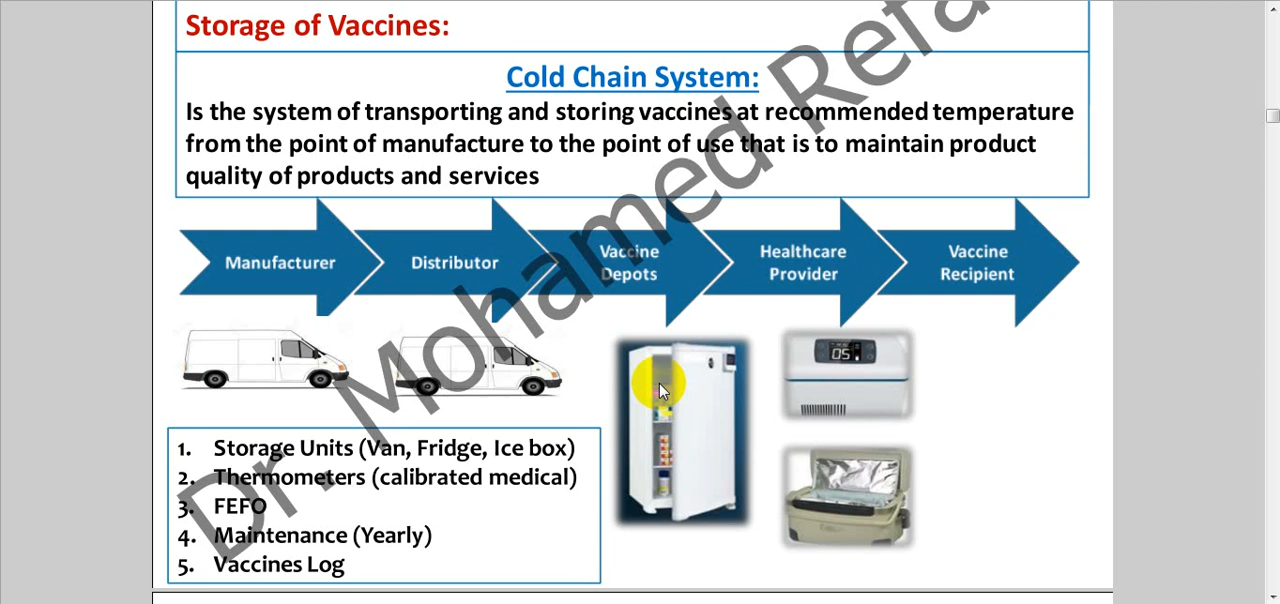 Storage of Vaccines:
Cold Chain System:
Is the system of transporting and storing vaccines at recommended temperature
from the point of manufacture to the point of use that is to maintain product
quality of products and services
Manufacturer
Distributor
Vaccine
Depots
Healthcare
Provider
Vaccine
Recipient
05
1. Storage Units (Van, Fridge, Ice box)
2. Thermometers (calibrated medical)
3. FEFO
4. Maintenance (Yearly)
5. Vaccines Log
Dr. Mohamed Refa